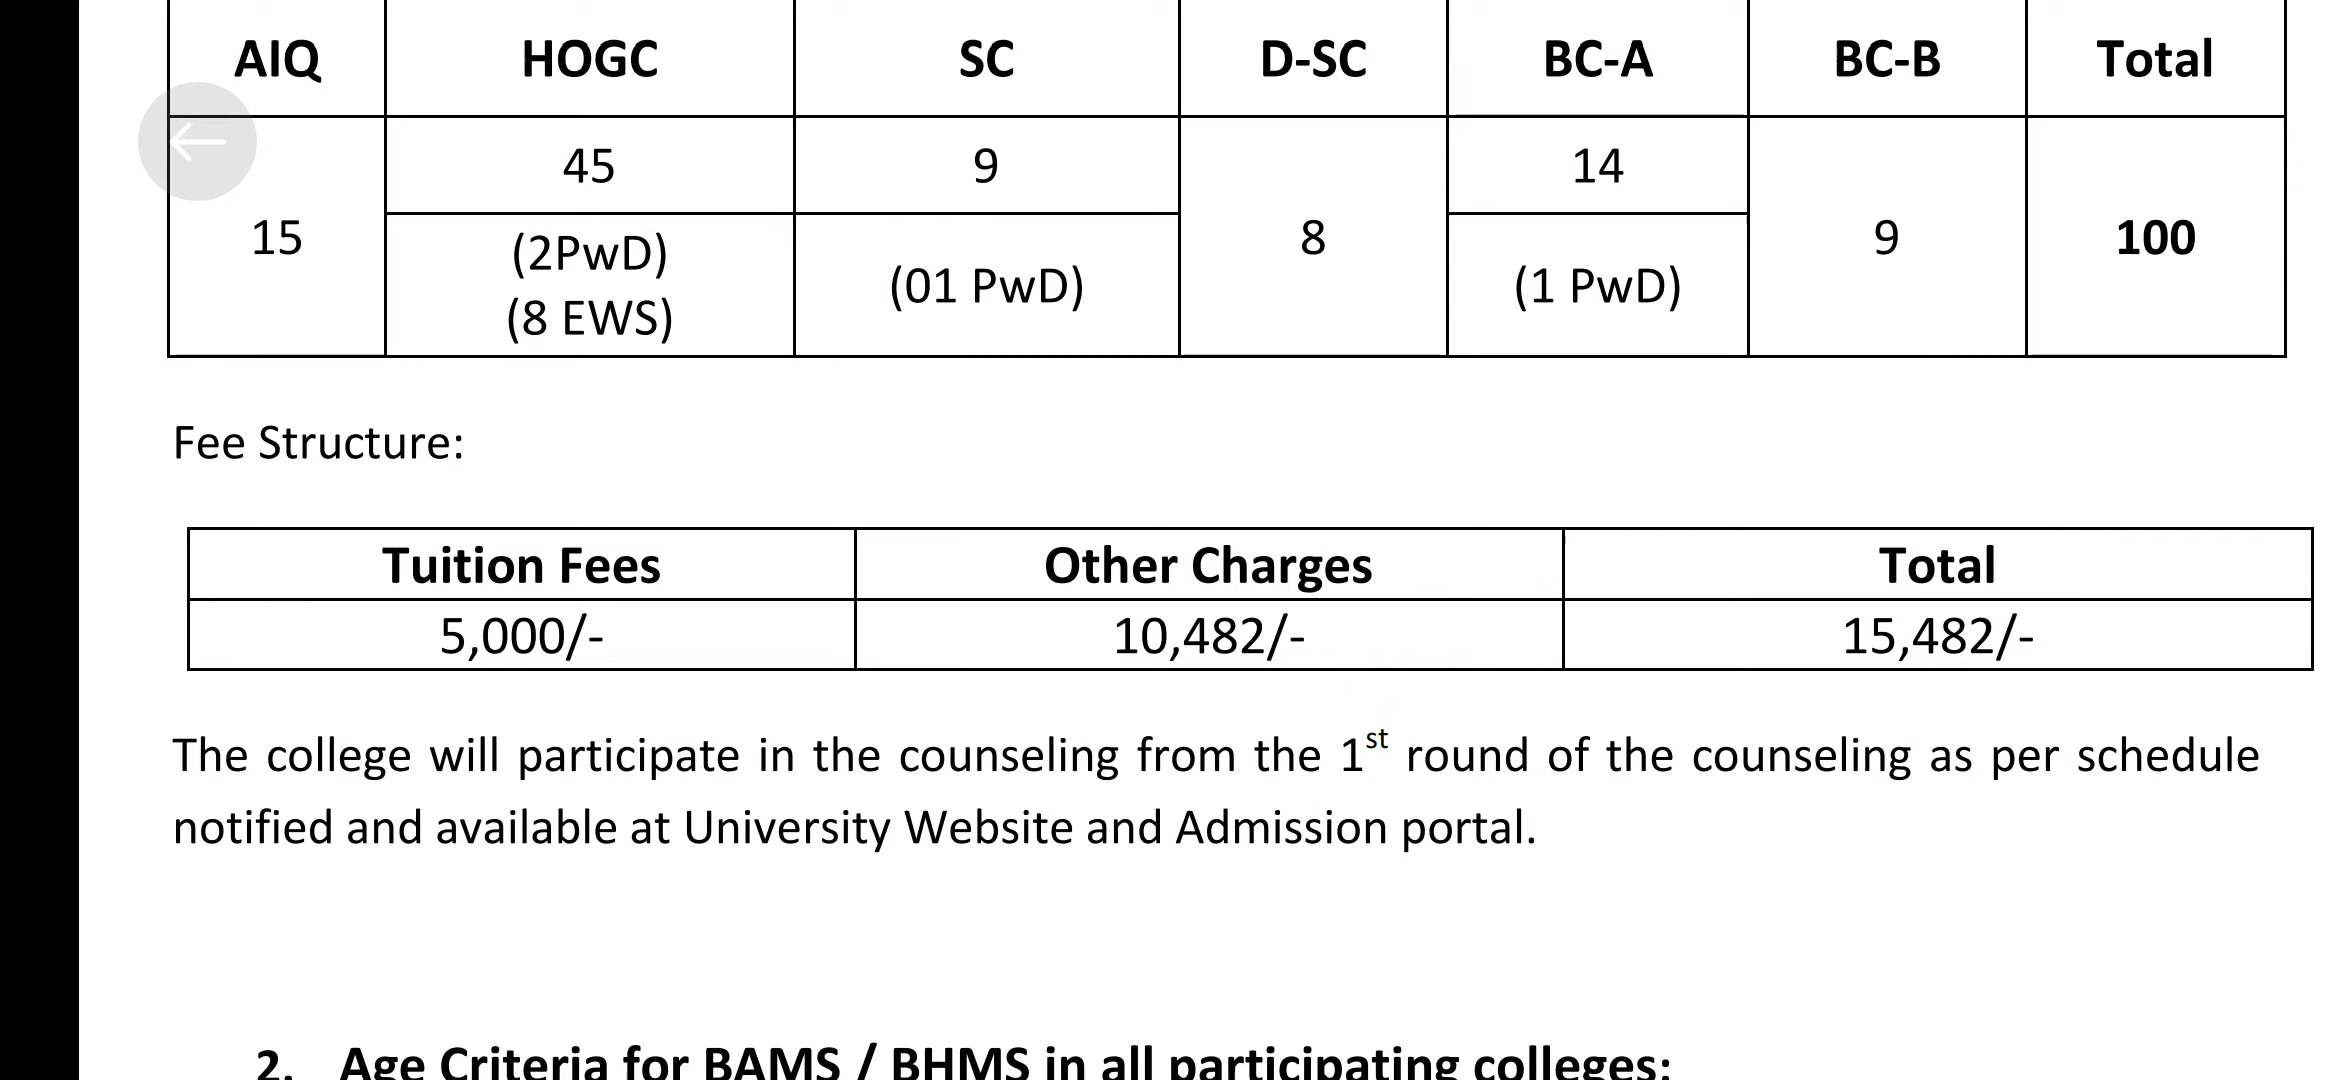 AIQ HOGC SC D-SC BC-A BC-B Total
45 9 14
15 8 9 100
(2PwD)
(8 EWS) (01 PwD) (1 PwD)
Fee Structure:
Tuition Fees Other Charges Total
5,000/- 10,482/- 15,482/-
The college will participate in the counseling from the 1st round of the counseling as per schedule
notified and available at University Website and Admission portal.
2. Age Criteria for BAMS / BHMS in all participating colleges: